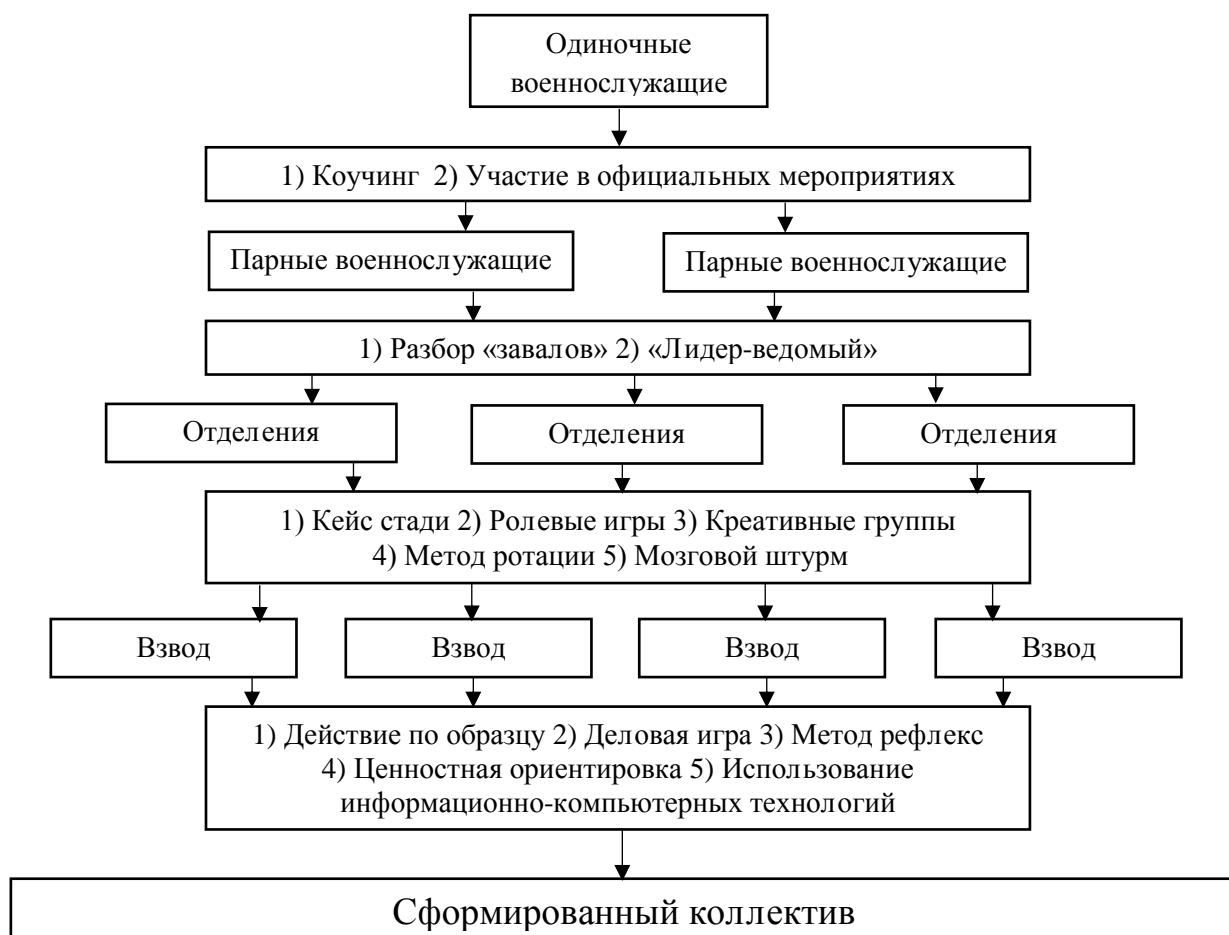 Одиночные
военнослужащие
1) Коучинг 2) Участие в официальных мероприятиях
Парные военнослужащие
Парные военнослужащие
1) Разбор «завалов» 2) «Лидер-ведомый»
Отделения
Отделения
Отделения
1) Кейс стади 2) Ролевые игры 3) Креативные группы
4) Метод ротации 5) Мозговой штурм
Взвод
Взвод
Взвод
Взвод
1) Действие по образцу 2) Деловая игра 3) Метод рефлекс
4) Ценностная ориентировка 5) Использование
информационно-компьютерных технологий
Сформированный коллектив